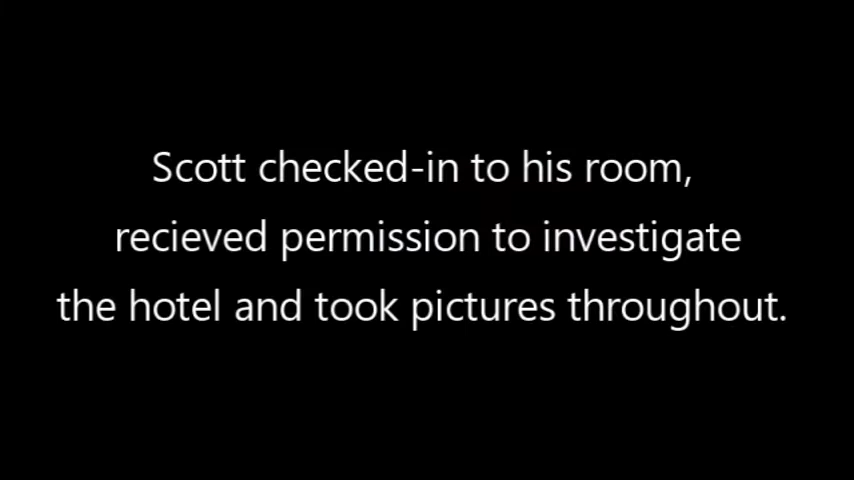 Scott checked-in to his room,
recieved permission to investigate
the hotel and took pictures throughout.